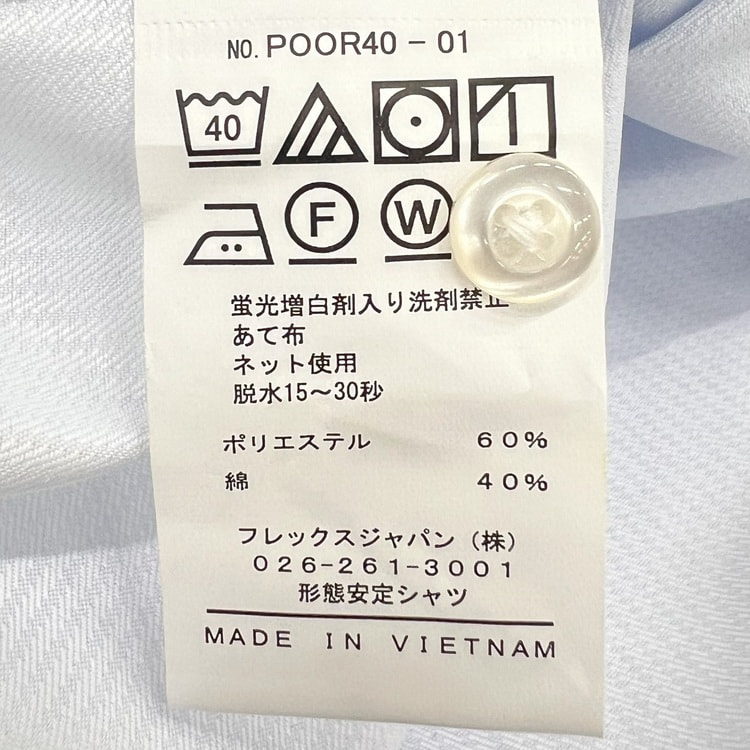 NO. POOR40 - 01
40
F W
蛍光増白剤入り洗剤禁止
あて布
ネット使用
脱水15～30秒
ポリエステル 60%
綿 40%
フレックスジャパン（株）
026-261-3001
形態安定シャツ
MADE IN VIETNAM